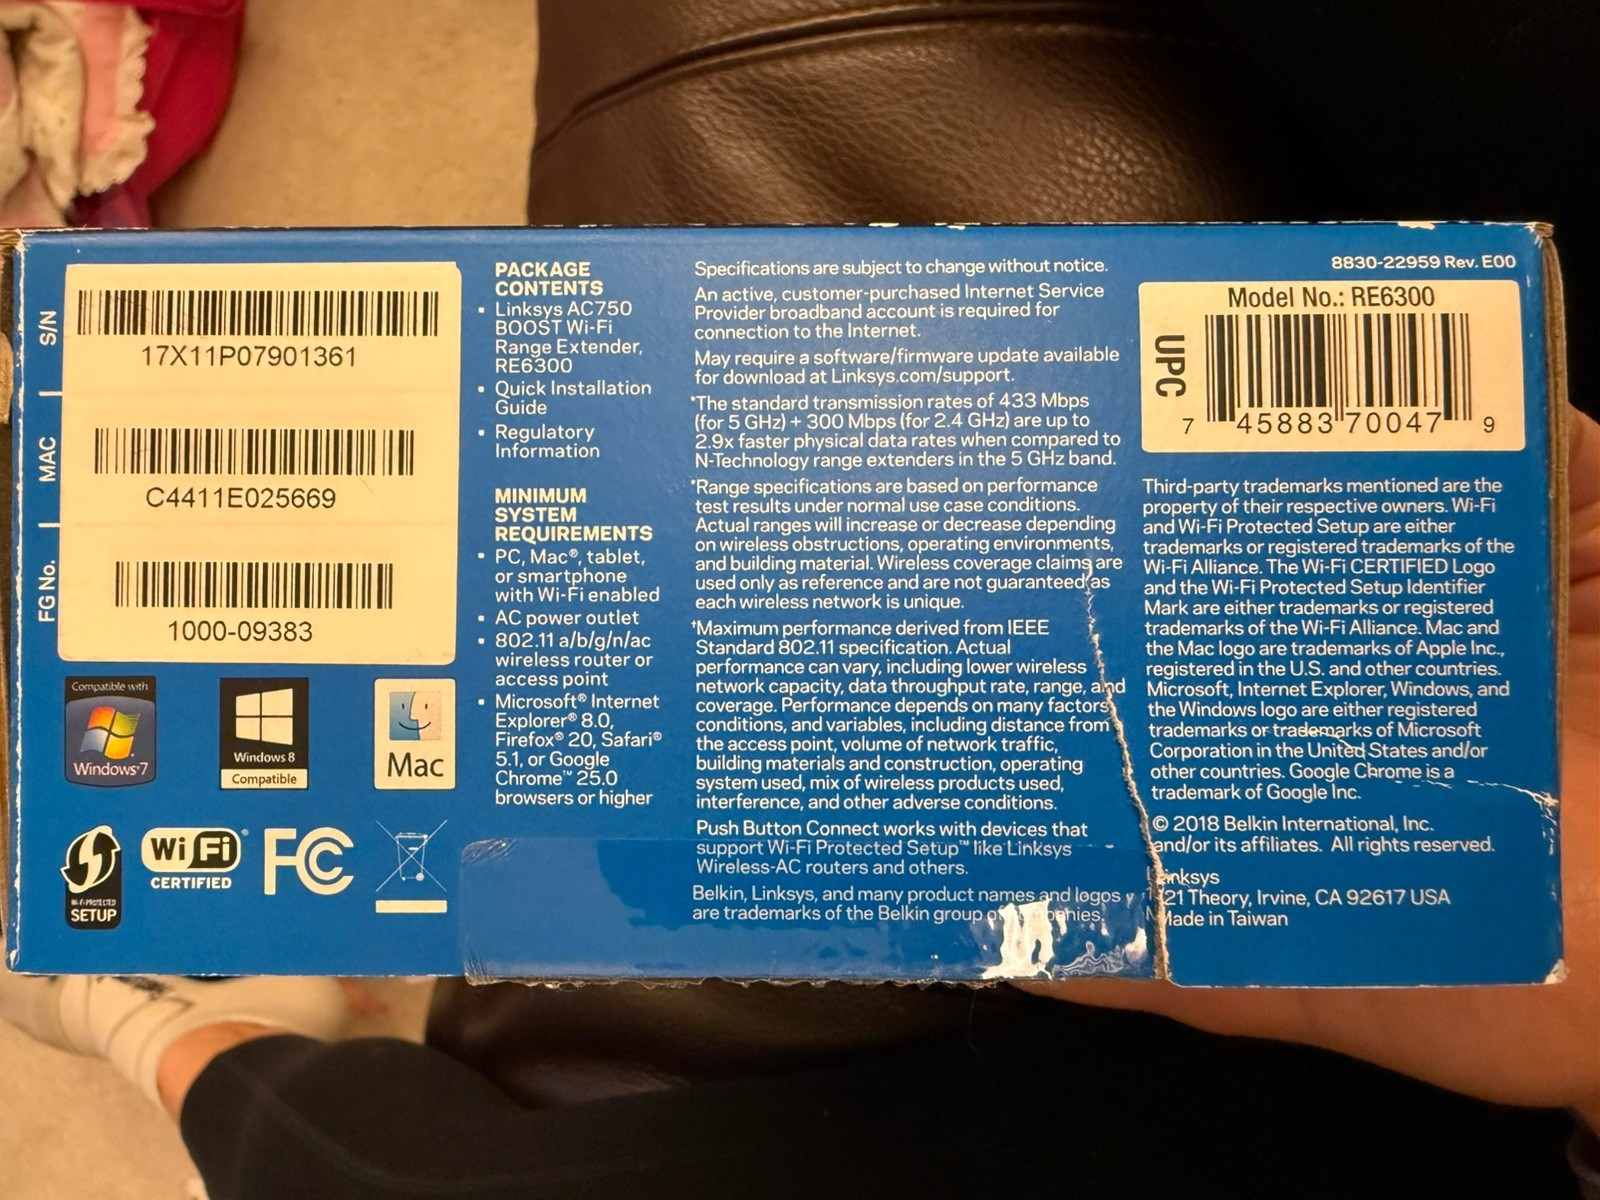 S/N
17X11P07901361
MAC
C4411E025669
FG No.
1000-09383
Compatible with
Windows 7
Windows 8
Compatible
Mac
WI-FI PROTECTED
SETUP
Wi Fi
CERTIFIED
FC
PACKAGE
CONTENTS
• Linksys AC750
BOOST Wi-Fi
Range Extender,
RE6300
• Quick Installation
Guide
• Regulatory
Information
MINIMUM
SYSTEM
REQUIREMENTS
• PC, Mac®, tablet,
or smartphone
with Wi-Fi enabled
• AC power outlet
• 802.11 a/b/g/n/ac
wireless router or
access point
• Microsoft® Internet
Explorer® 8.0,
Firefox® 20, Safari®
5.1, or Google
Chrome™ 25.0
browsers or higher
Specifications are subject to change without notice.
An active, customer-purchased Internet Service
Provider broadband account is required for
connection to the Internet.
May require a software/firmware update available
for download at Linksys.com/support.
*The standard transmission rates of 433 Mbps
(for 5 GHz) + 300 Mbps (for 2.4 GHz) are up to
2.9x faster physical data rates when compared to
N-Technology range extenders in the 5 GHz band.
*Range specifications are based on performance
test results under normal use case conditions.
Actual ranges will increase or decrease depending
on wireless obstructions, operating environments,
and building material. Wireless coverage claims are
used only as reference and are not guaranteed as
each wireless network is unique.
†Maximum performance derived from IEEE
Standard 802.11 specification. Actual
performance can vary, including lower wireless
network capacity, data throughput rate, range, and
coverage. Performance depends on many factors,
conditions, and variables, including distance from
the access point, volume of network traffic,
building materials and construction, operating
system used, mix of wireless products used,
interference, and other adverse conditions.
Push Button Connect works with devices that
support Wi-Fi Protected Setup™ like Linksys
Wireless-AC routers and others.
Belkin, Linksys, and many product names and logos
are trademarks of the Belkin group of companies.
8830-22959 Rev. E00
Model No.: RE6300
UPC
7 45883 70047 9
Third-party trademarks mentioned are the
property of their respective owners. Wi-Fi
and Wi-Fi Protected Setup are either
trademarks or registered trademarks of the
Wi-Fi Alliance. The Wi-Fi CERTIFIED Logo
and the Wi-Fi Protected Setup Identifier
Mark are either trademarks or registered
trademarks of the Wi-Fi Alliance. Mac and
the Mac logo are trademarks of Apple Inc.,
registered in the U.S. and other countries.
Microsoft, Internet Explorer, Windows, and
the Windows logo are either registered
trademarks or trademarks of Microsoft
Corporation in the United States and/or
other countries. Google Chrome is a
trademark of Google Inc.
© 2018 Belkin International, Inc.
and/or its affiliates. All rights reserved.
Linksys
121 Theory, Irvine, CA 92617 USA
Made in Taiwan